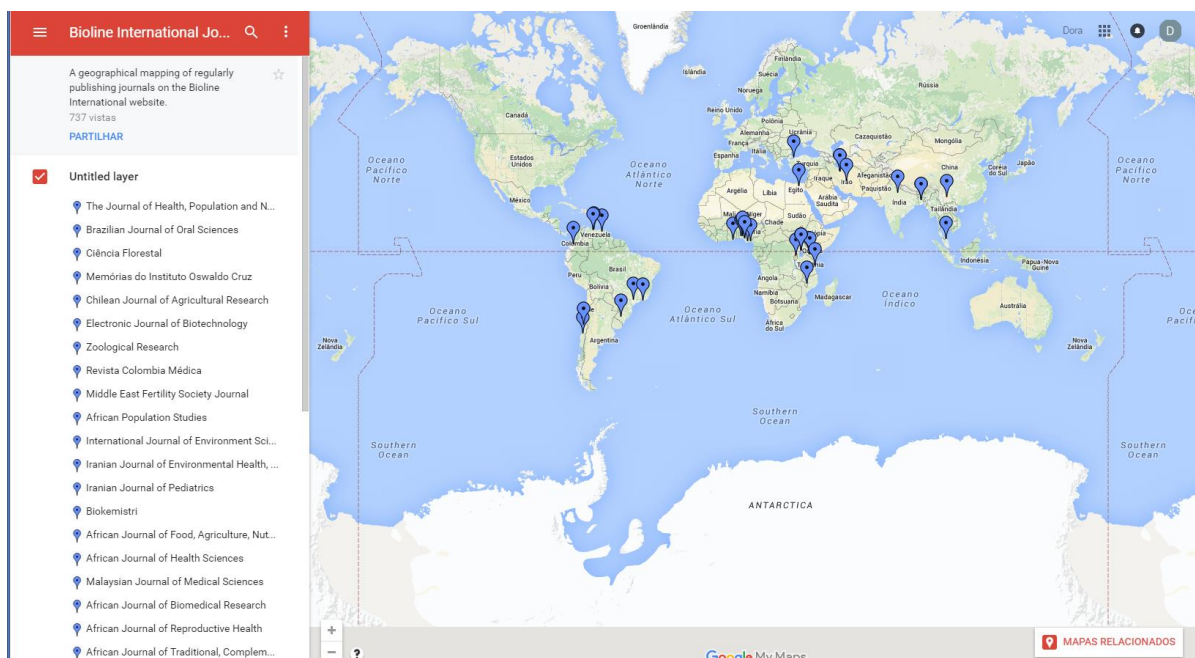 Bioline International Jo...
A geographical mapping of regularly
publishing journals on the Bioline
International website.
737 vistas
PARTILHAR
Untitled layer
The Journal of Health, Population and N...
Brazilian Journal of Oral Sciences
Ciência Florestal
Memórias do Instituto Oswaldo Cruz
Chilean Journal of Agricultural Research
Electronic Journal of Biotechnology
Zoological Research
Revista Colombia Médica
Middle East Fertility Society Journal
African Population Studies
International Journal of Environment Sci...
Iranian Journal of Environmental Health, ...
Iranian Journal of Pediatrics
Biokemistri
African Journal of Food, Agriculture, Nut...
African Journal of Health Sciences
Malaysian Journal of Medical Sciences
African Journal of Biomedical Research
African Journal of Reproductive Health
African Journal of Traditional, Complem...
Dora
D
Groenlândia
Islândia
Finlândia
Suécia
Noruega
Rússia
Canadá
Reino Unido
Polônia
Alemanha
Ucrânia
França
Cazaquistão
Mongólia
Itália
Espanha
Estados
Unidos
Turquia
Coreia
do Sul
Japão
China
Afeganistão
Iraque
Irão
Paquistão
Oceano
Pacífico
Norte
Oceano
Atlântico
Norte
Oceano
Pacífico
Norte
Argélia
Líbia
Egito
Arábia
Saudita
Índia
México
Mali
Níger
Chade
Sudão
Tailândia
Venezuela
Colômbia
Indonésia
Papua-Nova
Guiné
Peru
Brasil
Bolívia
Angola
Namíbia
Botsuana
Madagascar
Oceano
Índico
Austrália
Oceano
Pacífico Sul
Oceano
Atlântico Sul
África
do Sul
Argentina
Nova
Zelândia
Nova
Zelândia
Southern
Ocean
Southern
Ocean
Southern
Ocean
ANTARCTICA
+
−
?
Google My Maps
MAPAS RELACIONADOS